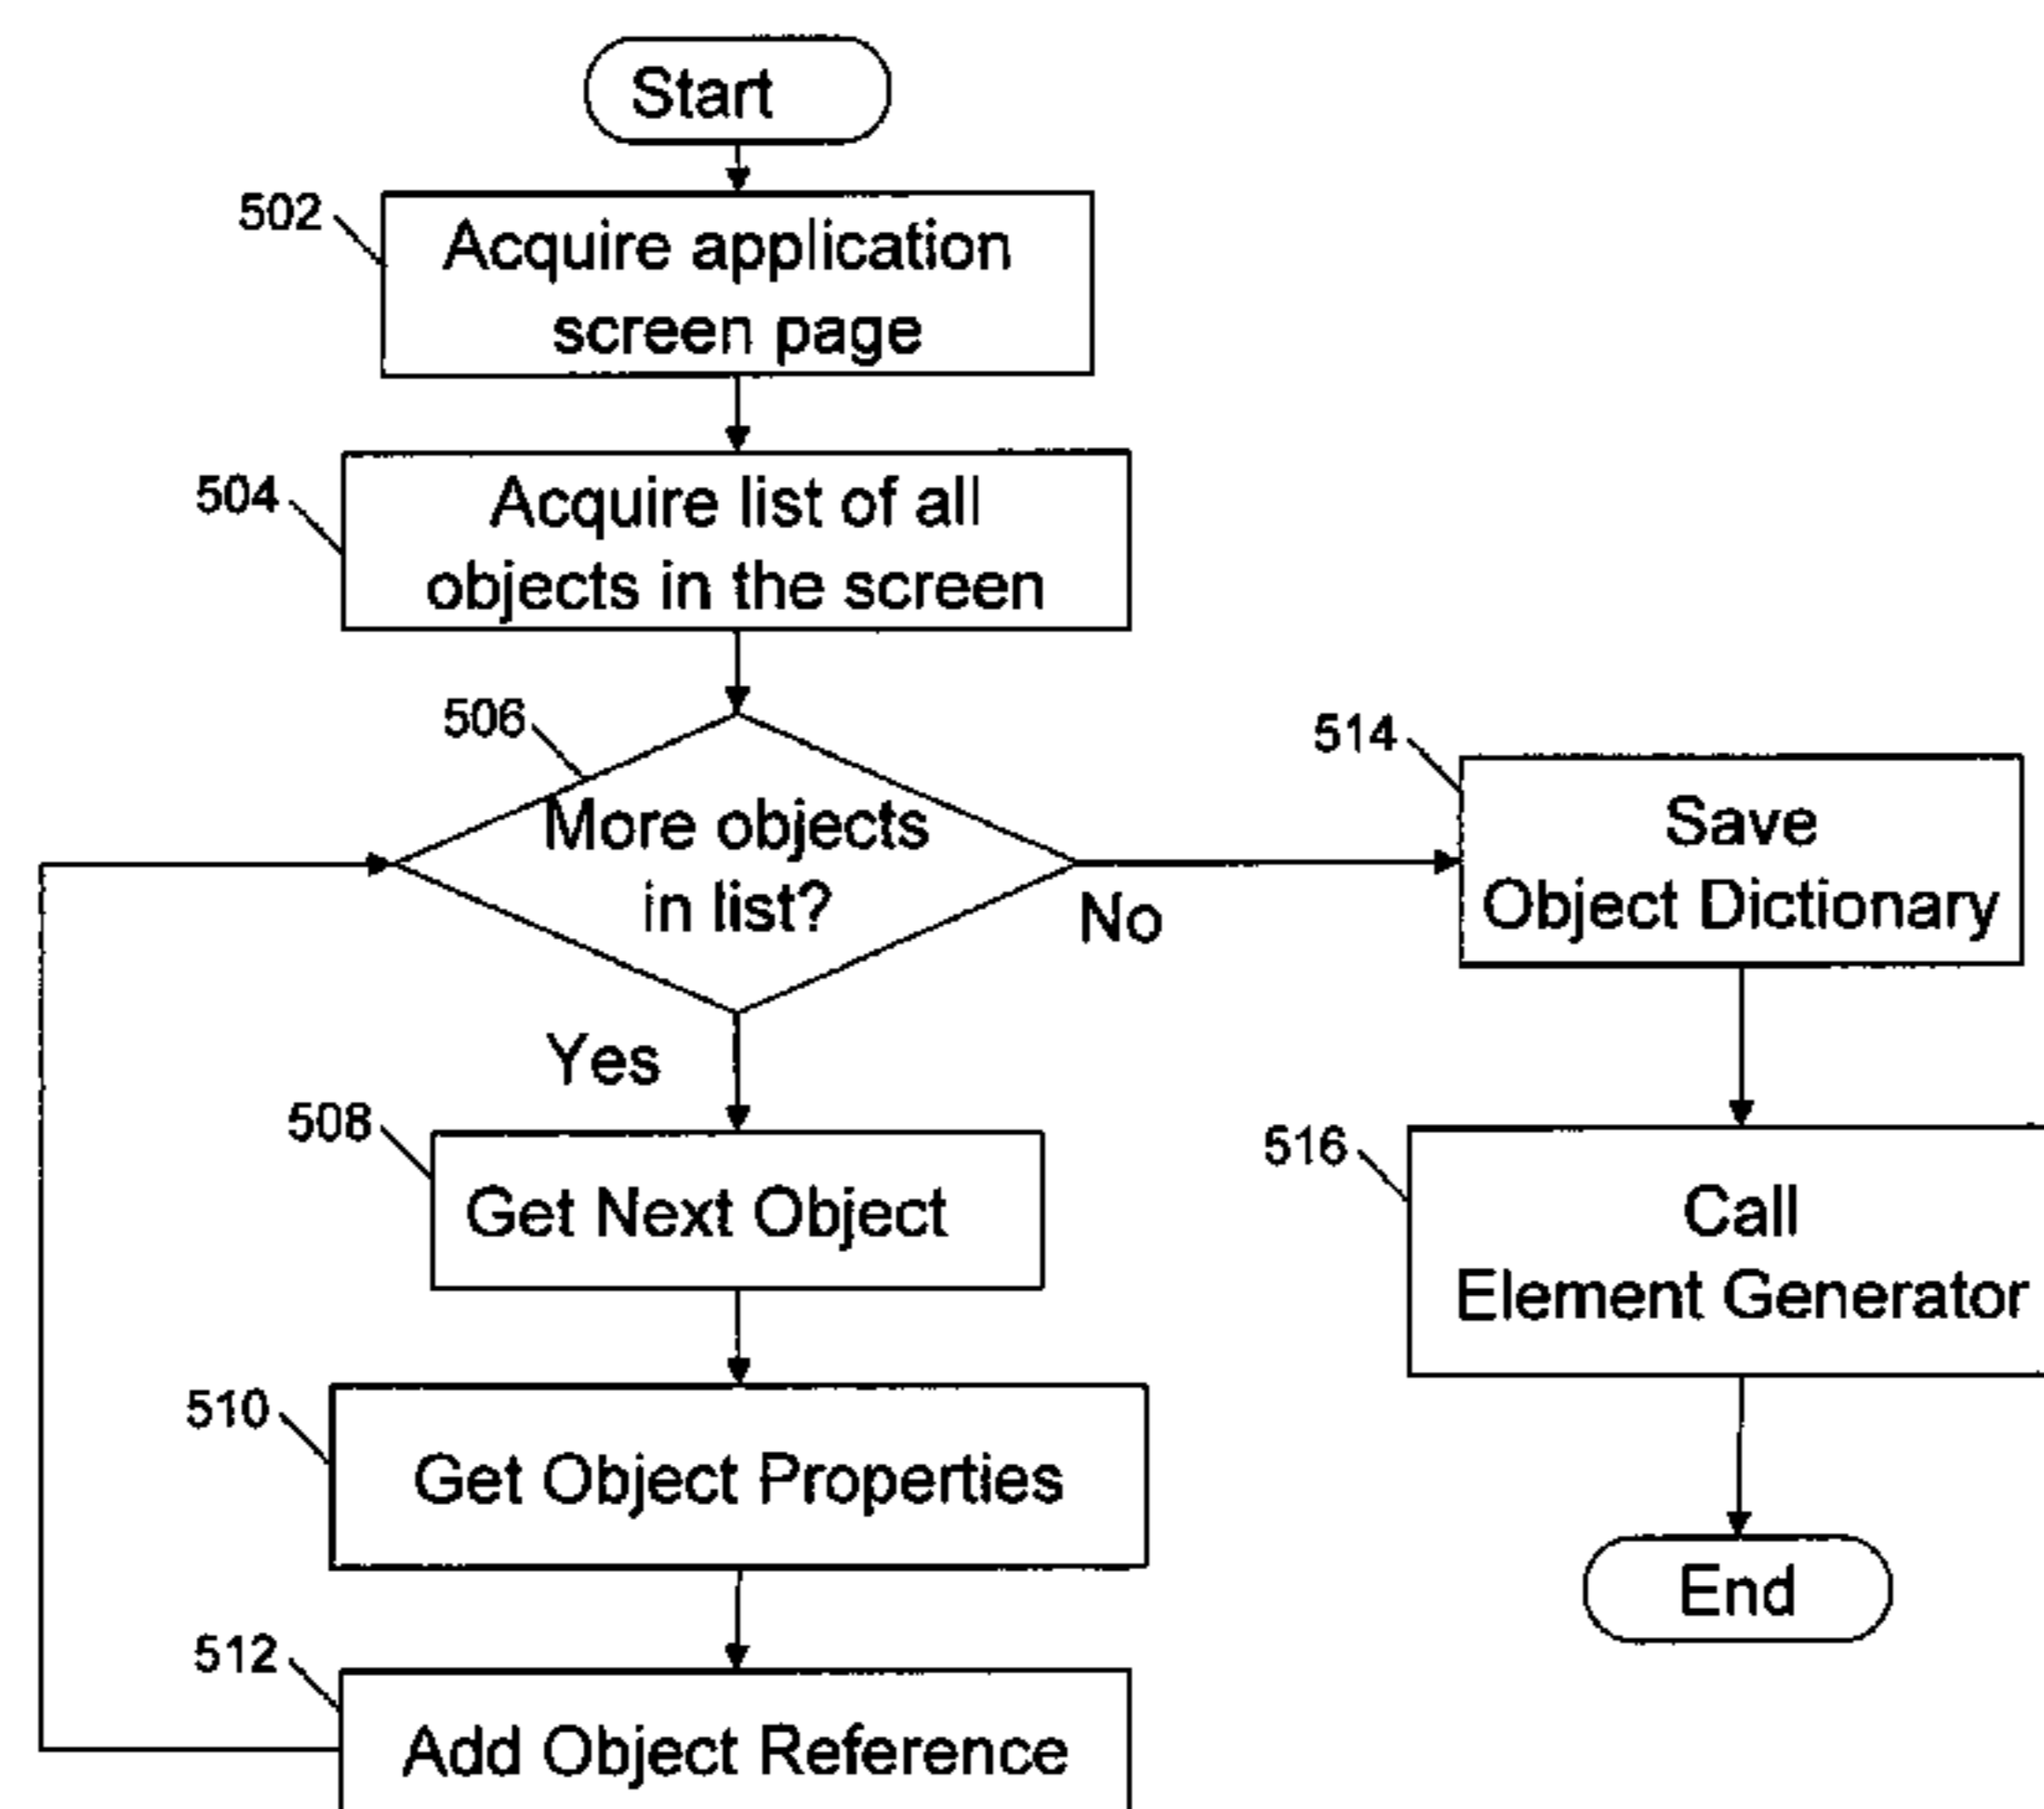 Start
502
Acquire application
screen page
504
Acquire list of all
objects in the screen
506
More objects
in list?
No
Yes
514
Save
Object Dictionary
508
Get Next Object
516
Call
Element Generator
510
Get Object Properties
End
512
Add Object Reference